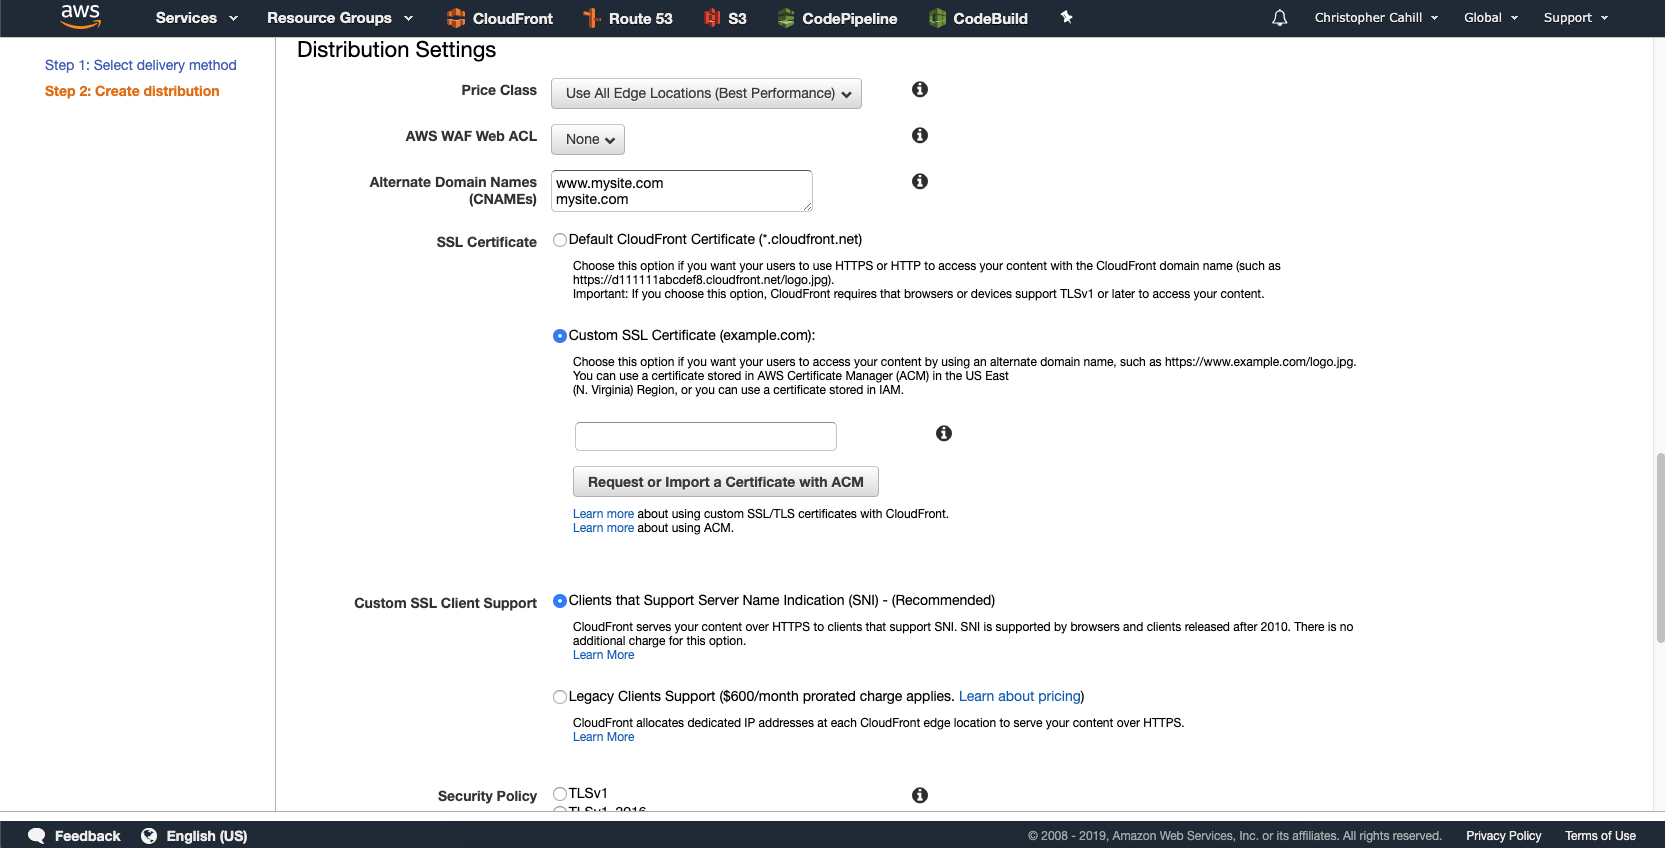 aws Services Resource Groups CloudFront Route 53 S3 CodePipeline CodeBuild Christopher Cahill Global Support
Step 1: Select delivery method
Step 2: Create distribution
Distribution Settings
Price Class Use All Edge Locations (Best Performance)
AWS WAF Web ACL None
Alternate Domain Names
(CNAMEs)
www.mysite.com
mysite.com
SSL Certificate Default CloudFront Certificate (*.cloudfront.net)
Choose this option if you want your users to use HTTPS or HTTP to access your content with the CloudFront domain name (such as
https://d111111abcdef8.cloudfront.net/logo.jpg).
Important: If you choose this option, CloudFront requires that browsers or devices support TLSv1 or later to access your content.
Custom SSL Certificate (example.com):
Choose this option if you want your users to access your content by using an alternate domain name, such as https://www.example.com/logo.jpg.
You can use a certificate stored in AWS Certificate Manager (ACM) in the US East
(N. Virginia) Region, or you can use a certificate stored in IAM.
Request or Import a Certificate with ACM
Learn more about using custom SSL/TLS certificates with CloudFront.
Learn more about using ACM.
Custom SSL Client Support Clients that Support Server Name Indication (SNI) - (Recommended)
CloudFront serves your content over HTTPS to clients that support SNI. SNI is supported by browsers and clients released after 2010. There is no
additional charge for this option.
Learn More
Legacy Clients Support ($600/month prorated charge applies. Learn about pricing)
CloudFront allocates dedicated IP addresses at each CloudFront edge location to serve your content over HTTPS.
Learn More
Security Policy TLSv1
TLSv1_2016
Feedback English (US) © 2008 - 2019, Amazon Web Services, Inc. or its affiliates. All rights reserved. Privacy Policy Terms of Use